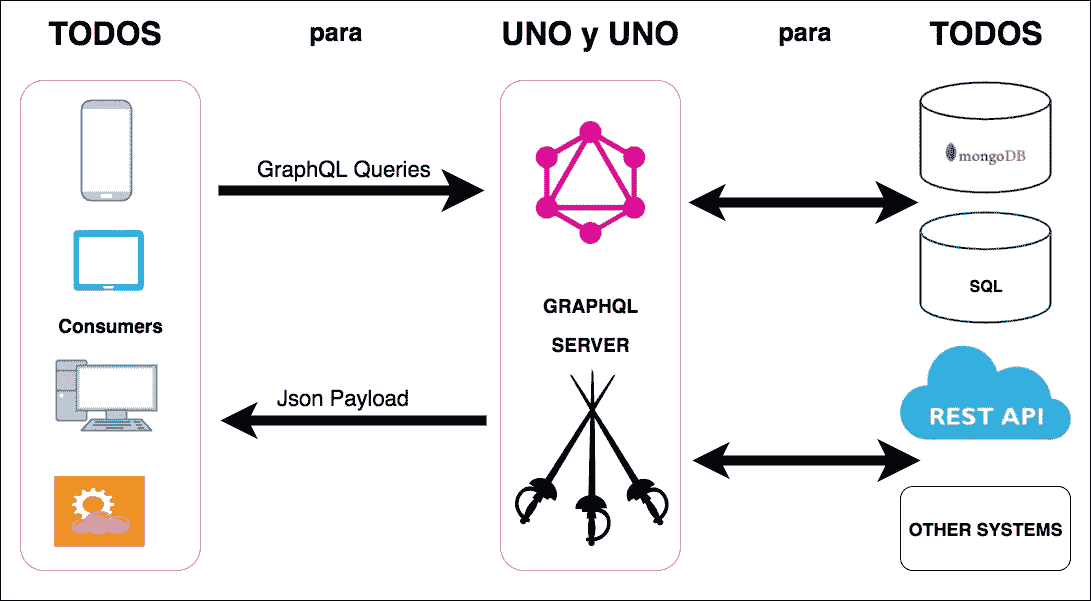 TODOS para UNO y UNO para TODOS
GraphQL Queries
mongoDB
SQL
GRAPHQL
SERVER
Consumers
Json Payload
REST API
OTHER SYSTEMS